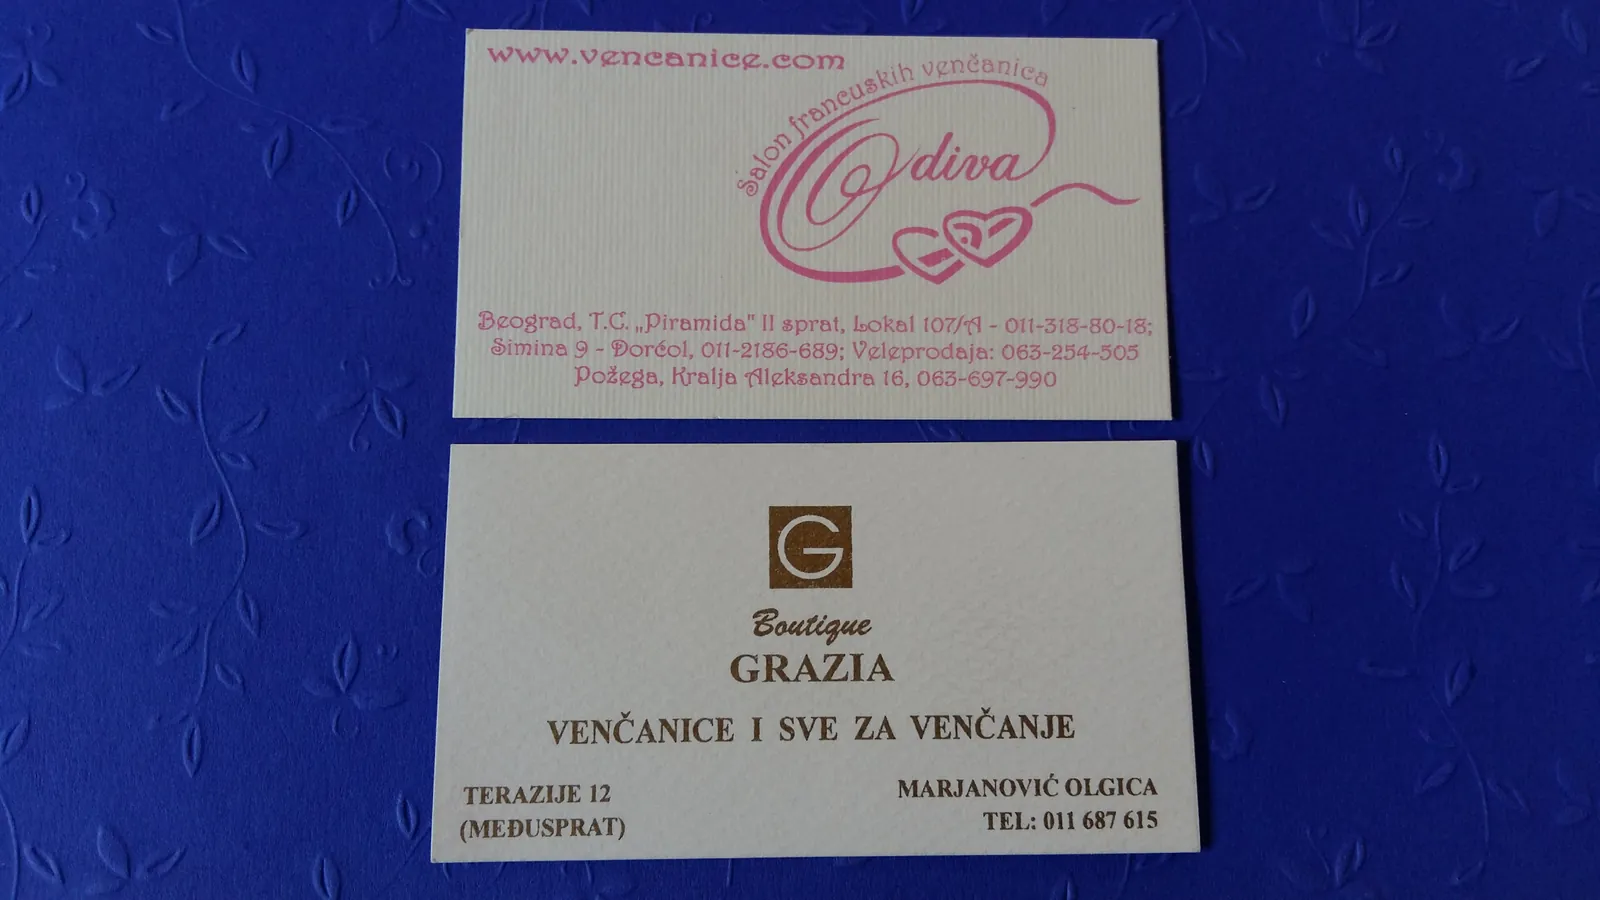 www.vencanice.com
Salon francuskih venčanica
Odiva
Beograd, T.C. „Piramida" II sprat, Lokal 107/A - 011-318-80-18;
Simina 9 - Dorćol, 011-2186-689; Veleprodaja: 063-254-505
Požega, Kralja Aleksandra 16, 063-697-990
G
Boutique
GRAZIA
VENČANICE I SVE ZA VENČANJE
TERAZIJE 12
(MEĐUSPRAT)
MARJANOVIĆ OLGICA
TEL: 011 687 615